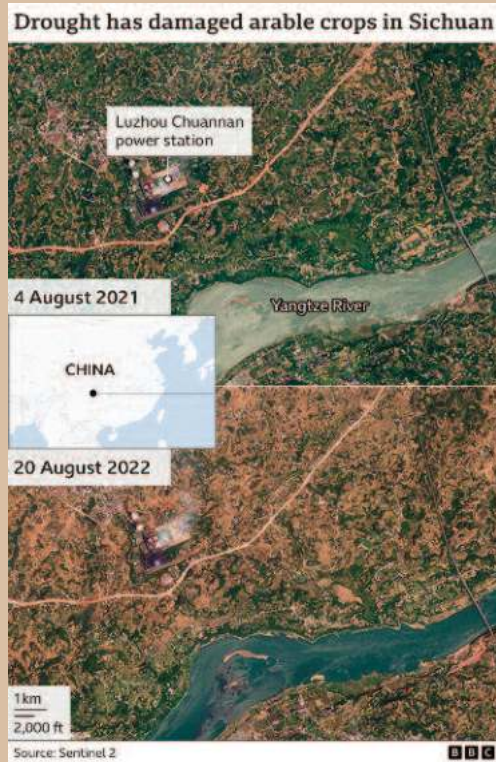 Drought has damaged arable crops in Sichuan
Luzhou Chuannan
power station
4 August 2021
Yangtze River
CHINA
20 August 2022
1km
2,000 ft
Source: Sentinel 2
BBC